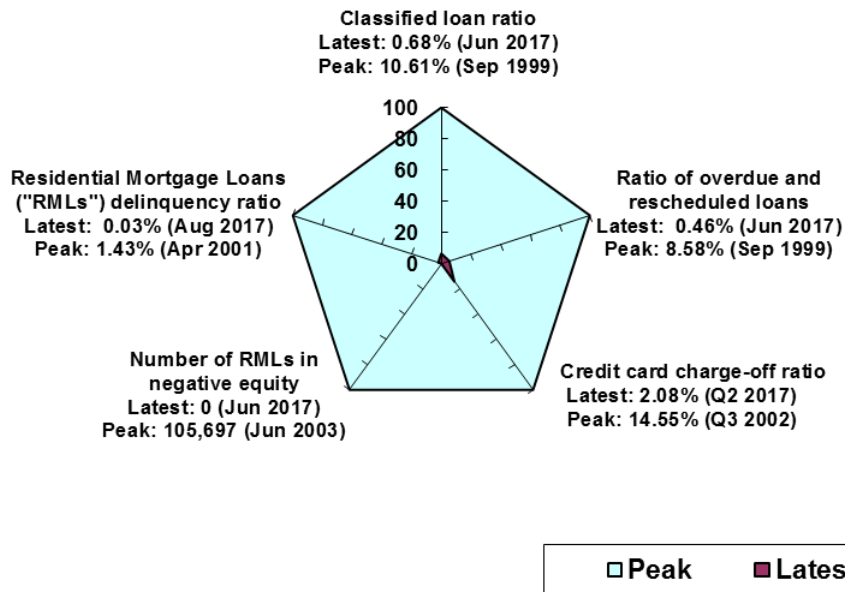 Classified loan ratio
Latest: 0.68% (Jun 2017)
Peak: 10.61% (Sep 1999)
100
80
60
40
20
0
Residential Mortgage Loans
("RMLs") delinquency ratio
Latest: 0.03% (Aug 2017)
Peak: 1.43% (Apr 2001)
Ratio of overdue and
rescheduled loans
Latest: 0.46% (Jun 2017)
Peak: 8.58% (Sep 1999)
Number of RMLs in
negative equity
Latest: 0 (Jun 2017)
Peak: 105,697 (Jun 2003)
Credit card charge-off ratio
Latest: 2.08% (Q2 2017)
Peak: 14.55% (Q3 2002)
Peak Lates